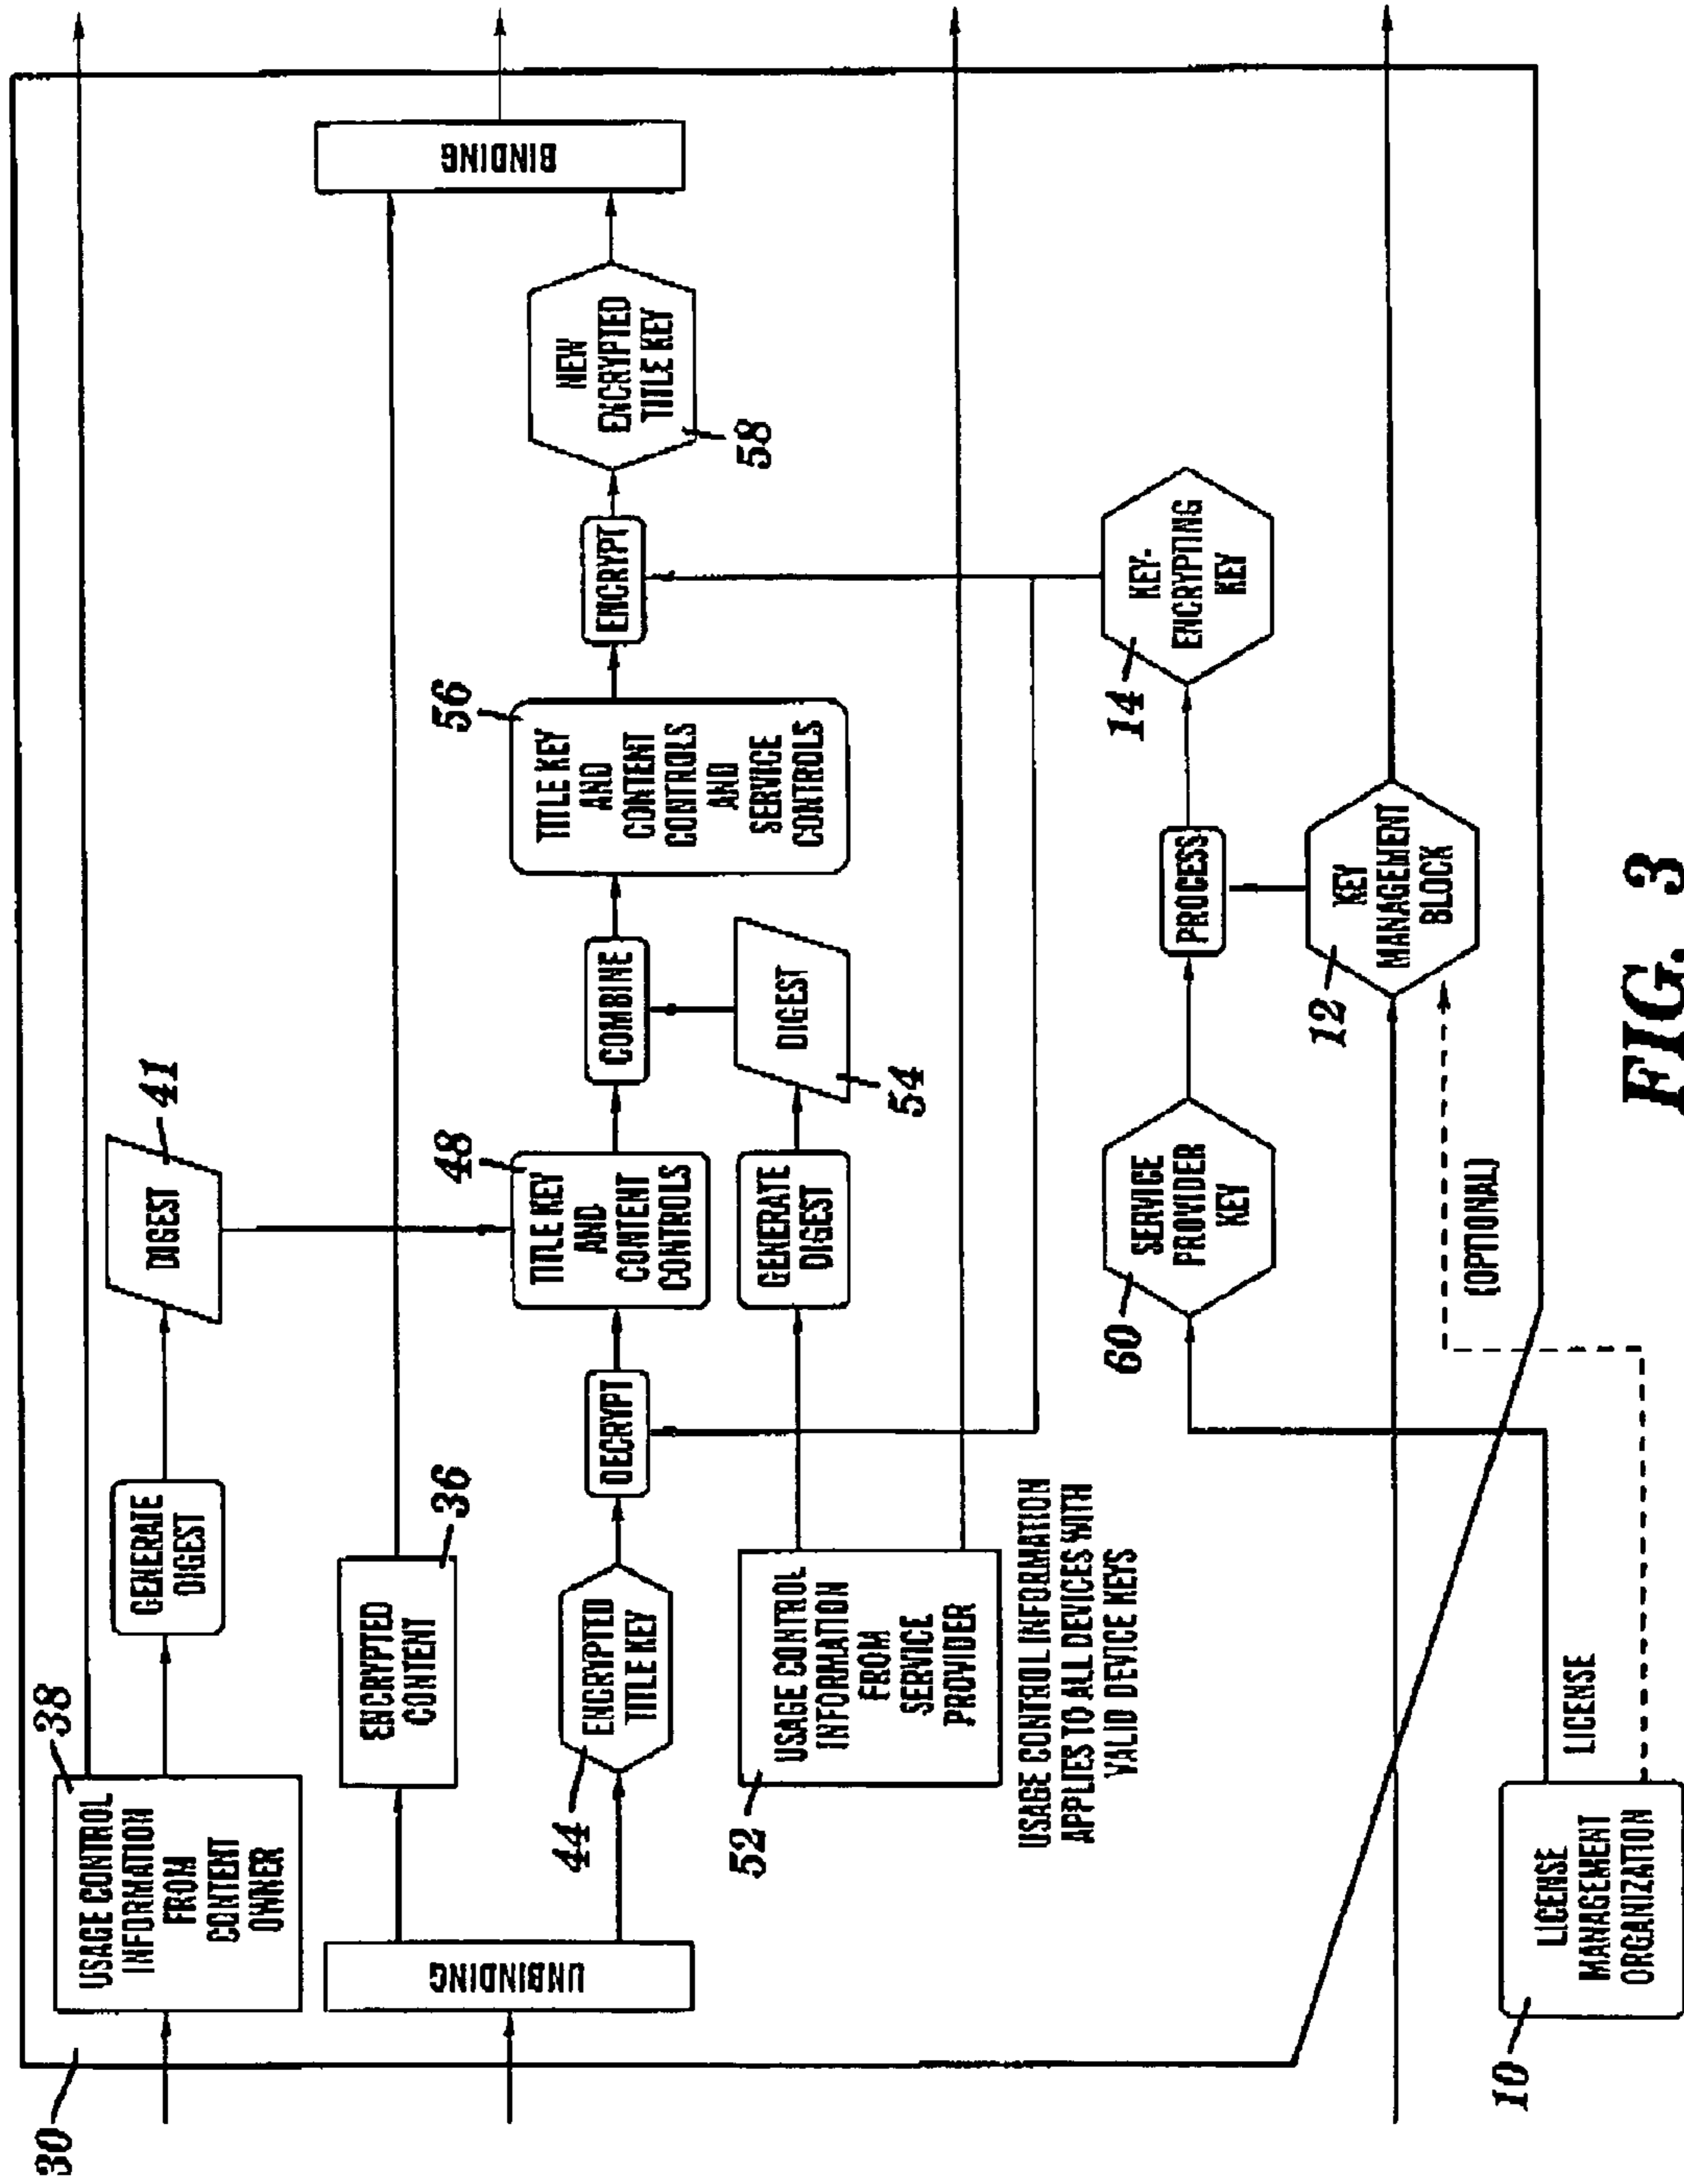 30
38
USAGE CONTROL
INFORMATION
FROM
CONTENT
OWNER
GENERATE
DIGEST
DIGEST
41
UNBINDING
ENCRYPTED
CONTENT
36
BINDING
44
ENCRYPTED
TITLE KEY
DECRYPT
48
TITLE KEY
AND
CONTENT
CONTROLS
COMBINE
56
TITLE KEY
AND
CONTENT
CONTROLS
AND
SERVICE
CONTROLS
ENCRYPT
NEW
ENCRYPTED
TITLE KEY
58
52
USAGE CONTROL
INFORMATION
FROM
SERVICE
PROVIDER
GENERATE
DIGEST
DIGEST
54
USAGE CONTROL INFORMATION
APPLIES TO ALL DEVICES WITH
VALID DEVICE KEYS
60
SERVICE
PROVIDER
KEY
PROCESS
14
KEY-
ENCRYPTING
KEY
12
KEY
MANAGEMENT
BLOCK
10
LICENSE
MANAGEMENT
ORGANIZATION
LICENSE
(OPTIONAL)
FIG. 3